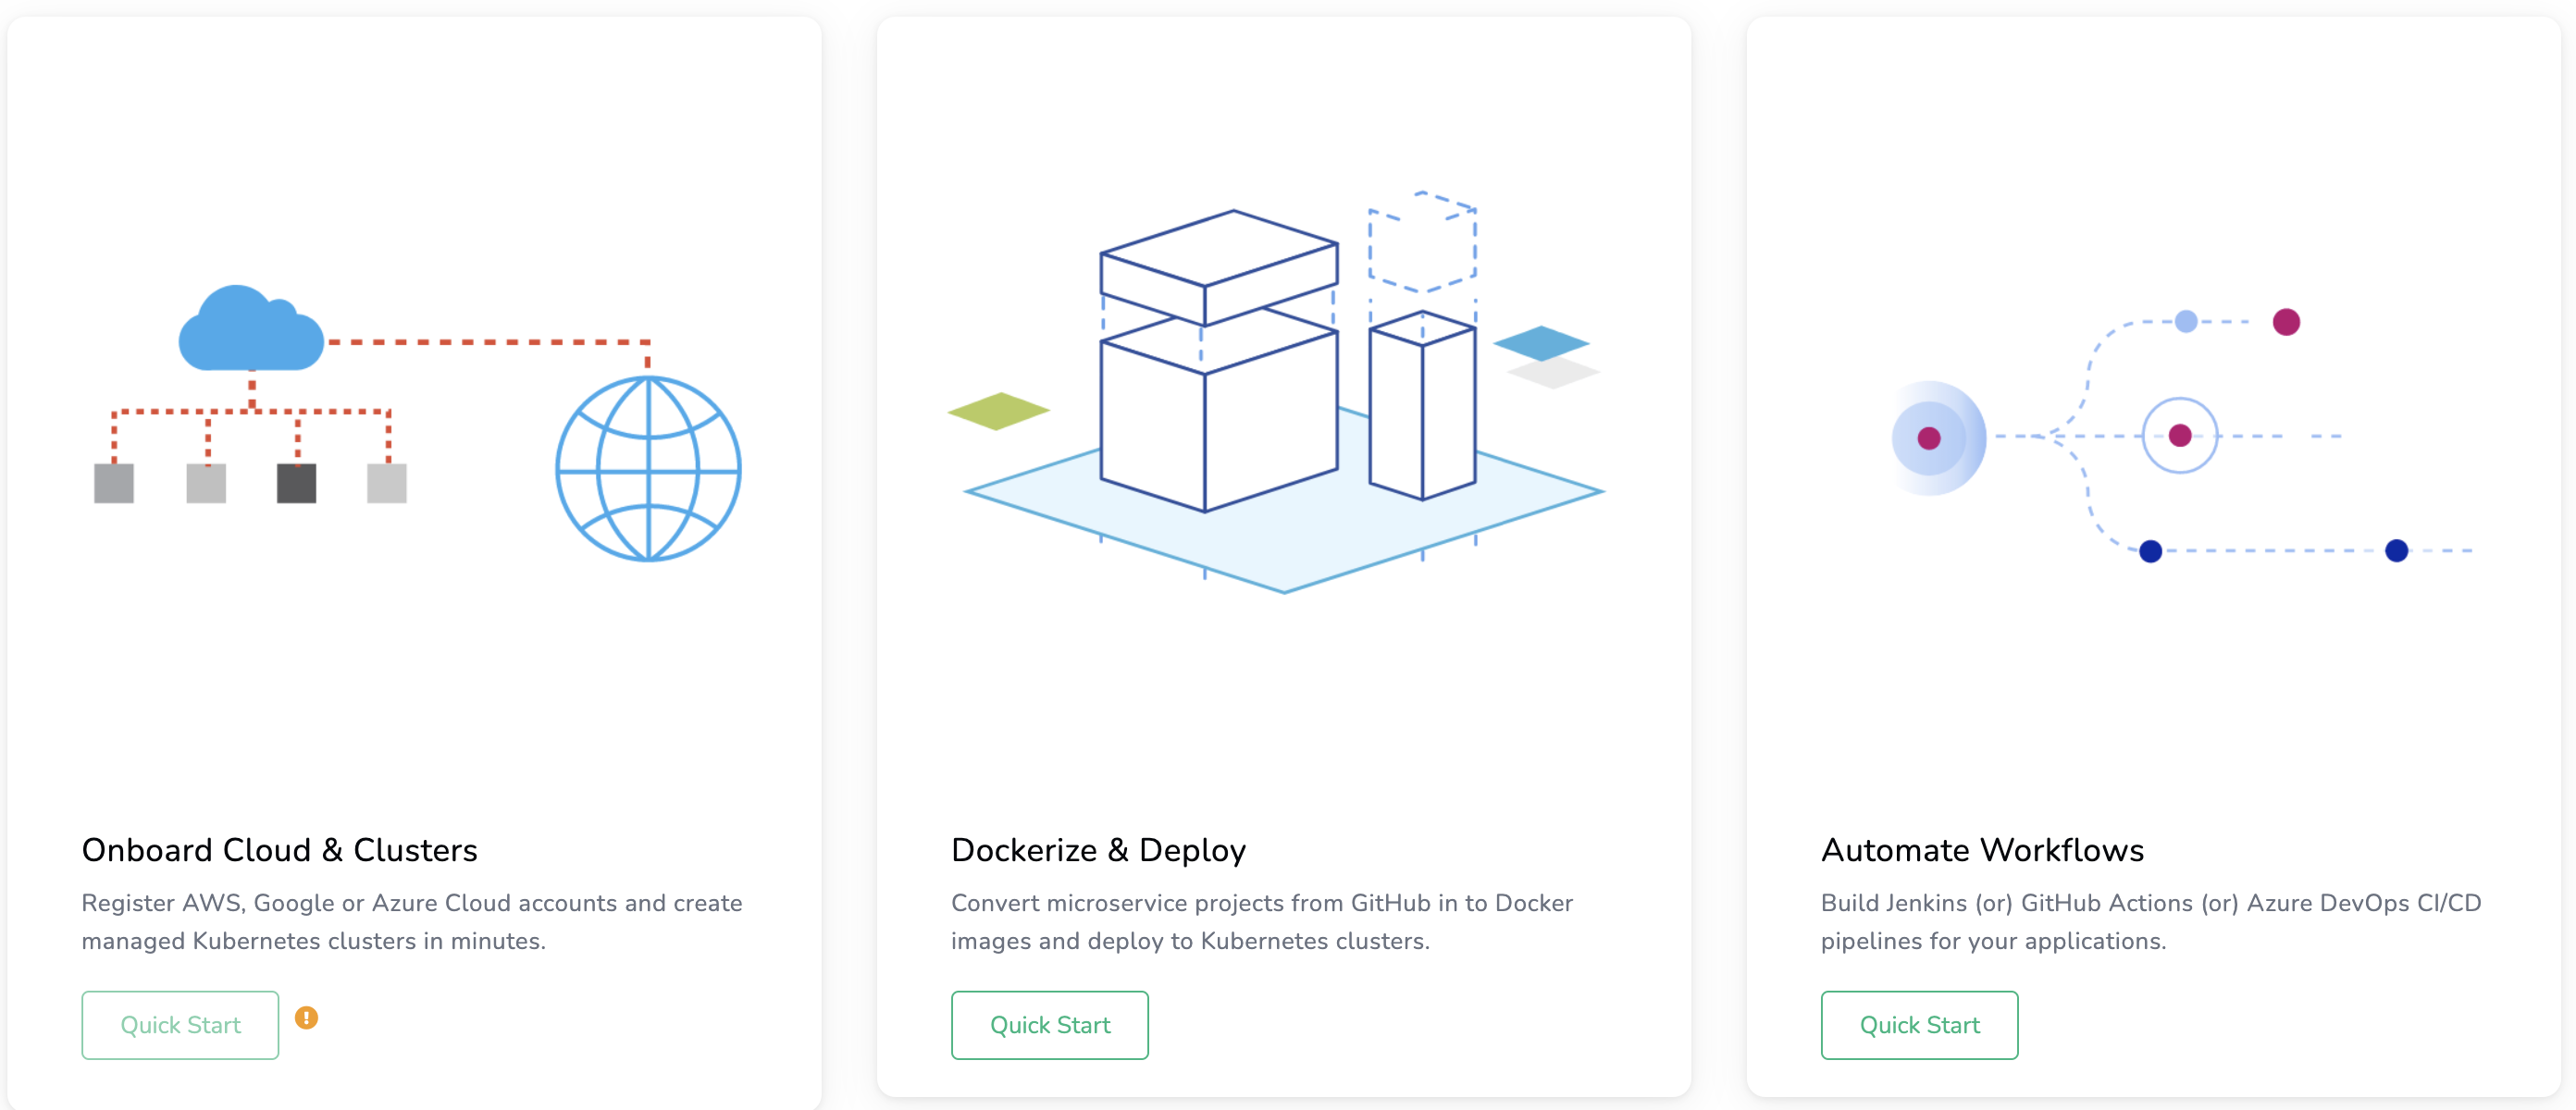 Onboard Cloud & Clusters
Register AWS, Google or Azure Cloud accounts and create
managed Kubernetes clusters in minutes.
Quick Start
Dockerize & Deploy
Convert microservice projects from GitHub in to Docker
images and deploy to Kubernetes clusters.
Quick Start
Automate Workflows
Build Jenkins (or) GitHub Actions (or) Azure DevOps CI/CD
pipelines for your applications.
Quick Start